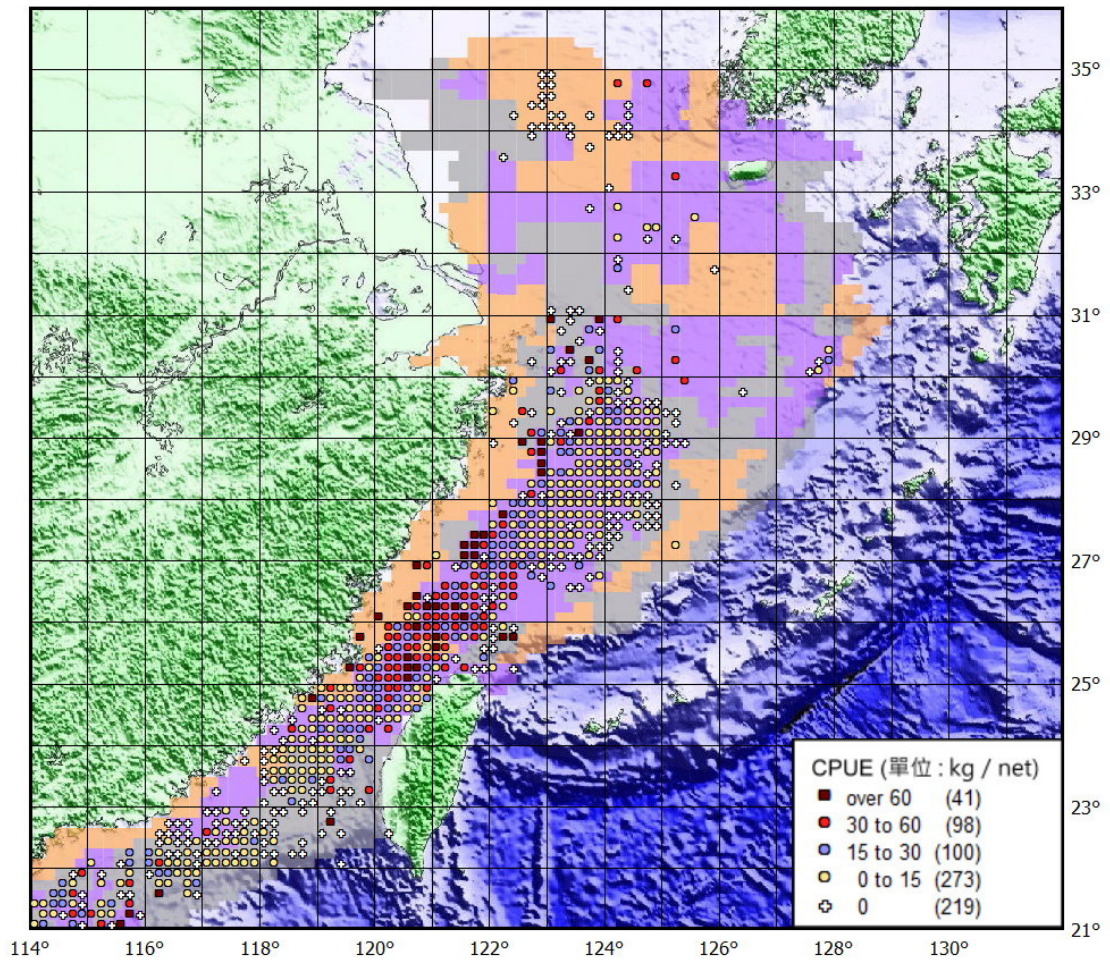 35°
33°
31°
29°
27°
25°
CPUE (單位 : kg / net)
over 60 (41)
30 to 60 (98)
15 to 30 (100)
0 to 15 (273)
0 (219)
23°
21°
114° 116° 118° 120° 122° 124° 126° 128° 130°